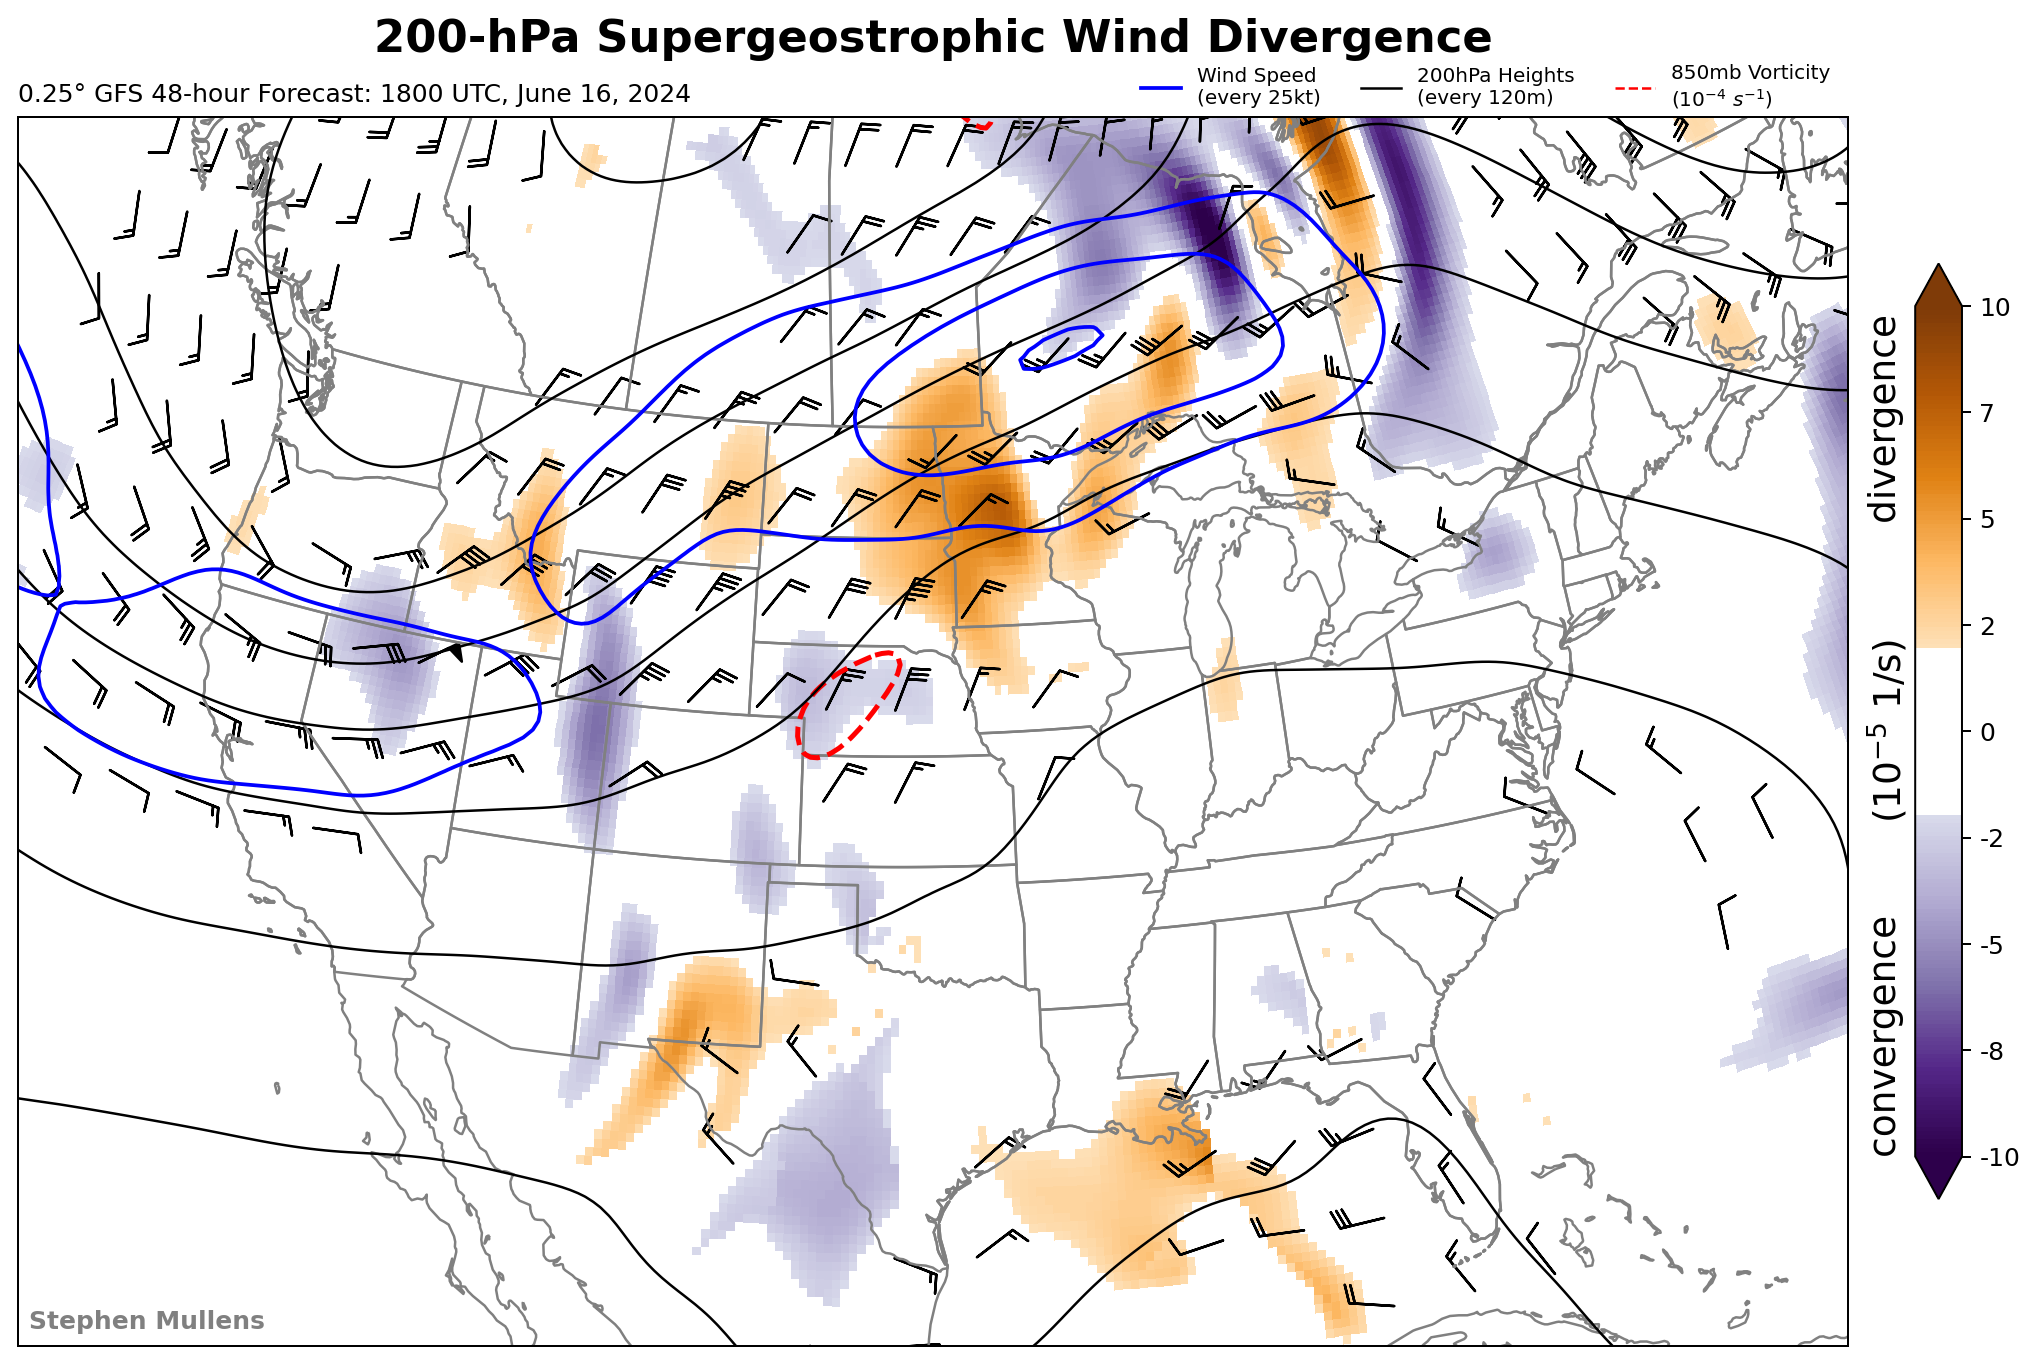 200-hPa Supergeostrophic Wind Divergence
0.25° GFS 48-hour Forecast: 1800 UTC, June 16, 2024
Wind Speed
(every 25kt)
200hPa Heights
(every 120m)
850mb Vorticity
(10⁻⁴ s⁻¹)
10
7
5
2
0
-2
-5
-8
-10
convergence (10⁻⁵ 1/s) divergence
Stephen Mullens